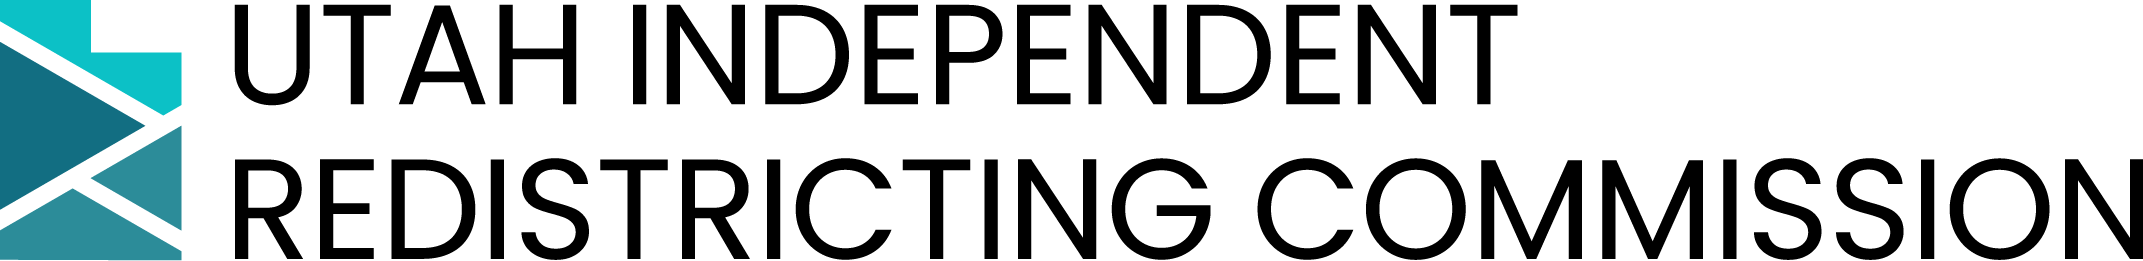 UTAH INDEPENDENT
REDISTRICTING COMMISSION